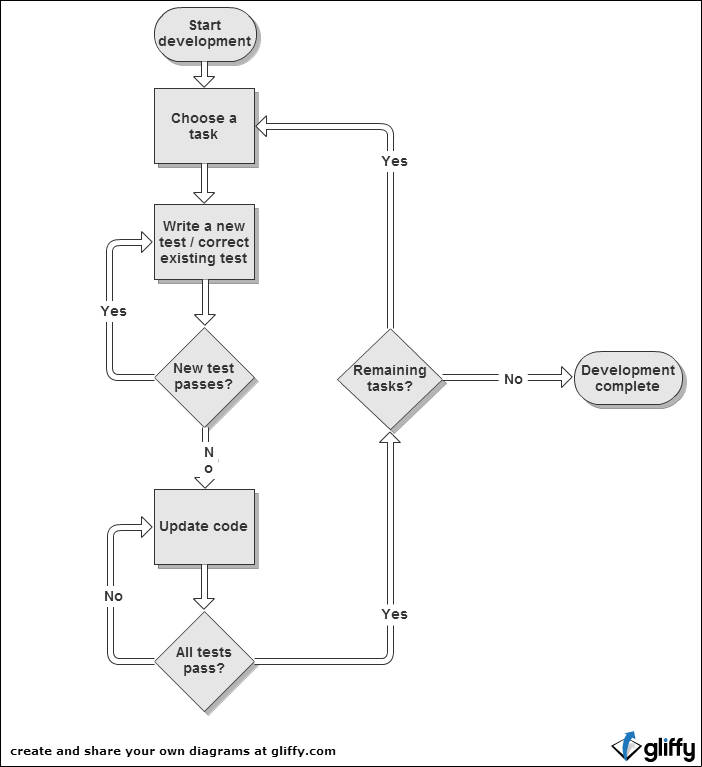 Start
development
Choose a
task
Yes
Write a new
test / correct
existing test
Yes
New test
passes?
Remaining
tasks?
No
Development
complete
N
o
Update code
No
Yes
All tests
pass?
create and share your own diagrams at gliffy.com
gliffy